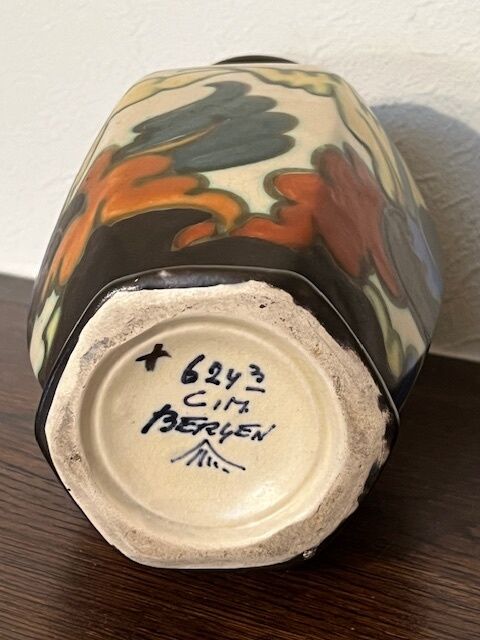 + 6243
C.M.
BERGEN